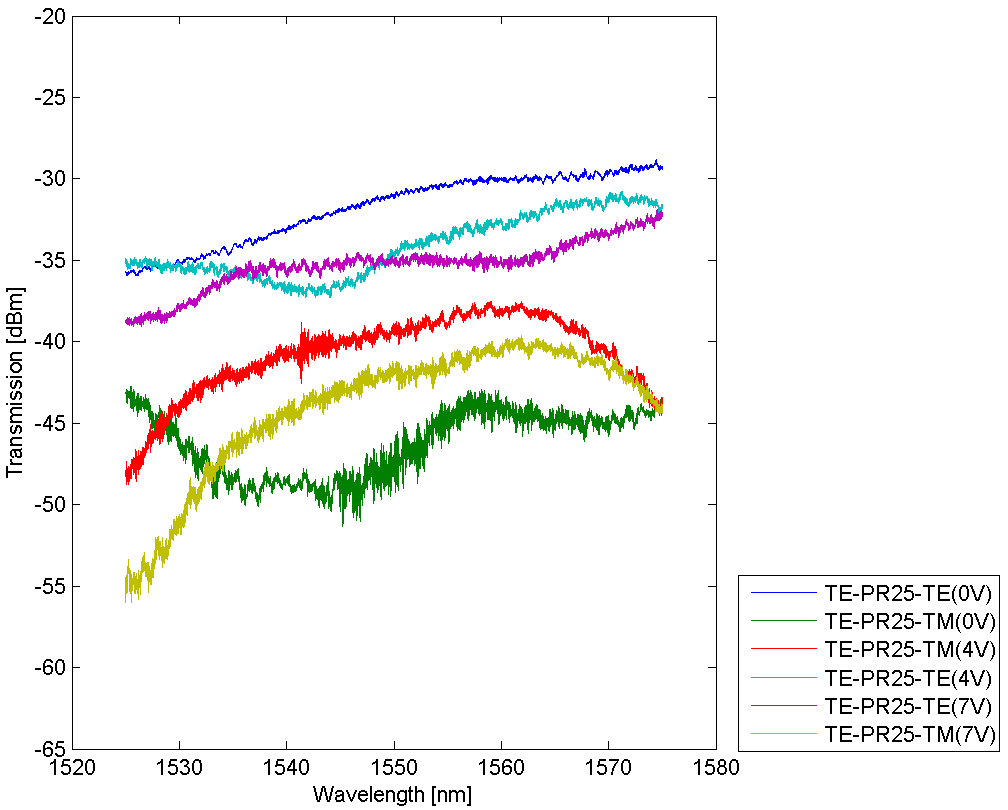 -20
-25
-30
-35
-40
-45
-50
-55
-60
-65
Transmission [dBm]
1520 1530 1540 1550 1560 1570 1580
Wavelength [nm]
TE-PR25-TE(0V)
TE-PR25-TM(0V)
TE-PR25-TM(4V)
TE-PR25-TE(4V)
TE-PR25-TE(7V)
TE-PR25-TM(7V)